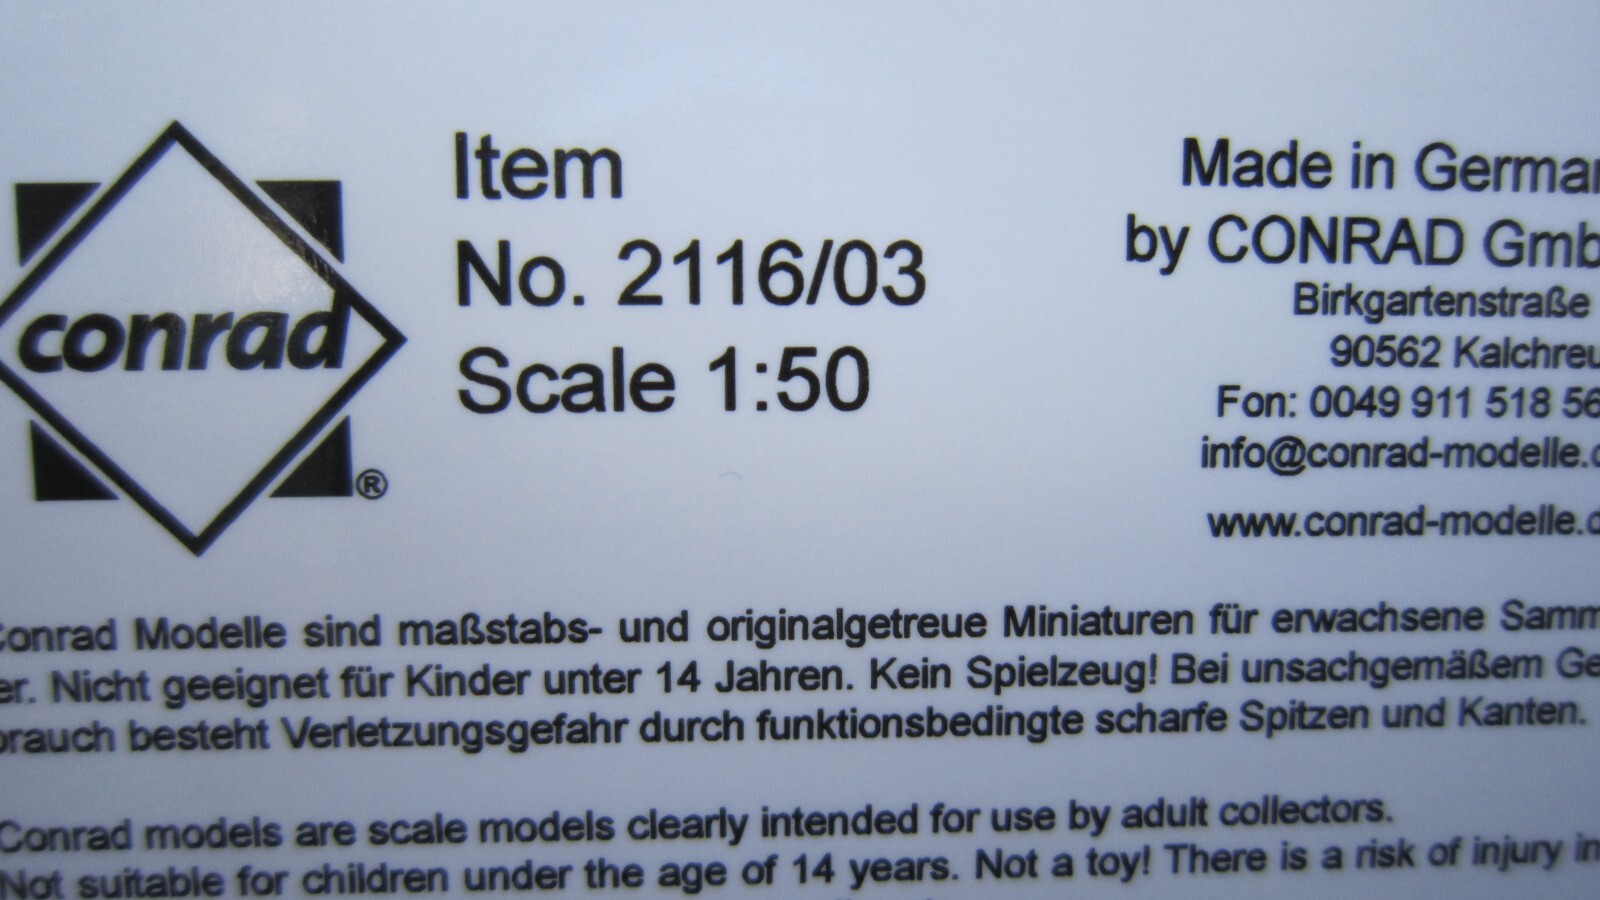 conrad
®
Item
No. 2116/03
Scale 1:50
Made in German
by CONRAD Gmb
Birkgartenstraße
90562 Kalchreu
Fon: 0049 911 518 56
info@conrad-modelle.d
www.conrad-modelle.d
Conrad Modelle sind maßstabs- und originalgetreue Miniaturen für erwachsene Samm
er. Nicht geeignet für Kinder unter 14 Jahren. Kein Spielzeug! Bei unsachgemäßem Ge
brauch besteht Verletzungsgefahr durch funktionsbedingte scharfe Spitzen und Kanten.
Conrad models are scale models clearly intended for use by adult collectors.
Not suitable for children under the age of 14 years. Not a toy! There is a risk of injury in